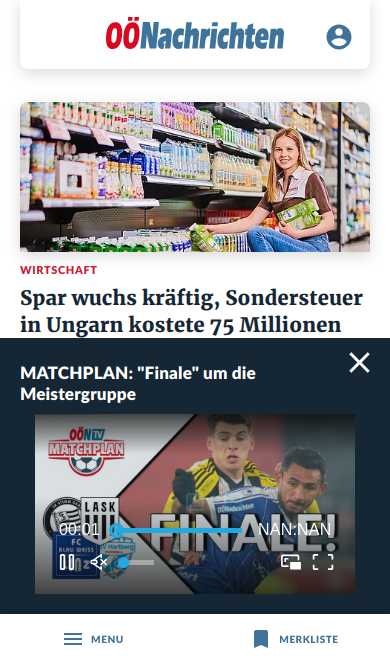 OÖNachrichten
WIRTSCHAFT
Spar wuchs kräftig, Sondersteuer
in Ungarn kostete 75 Millionen
MATCHPLAN: "Finale" um die
Meistergruppe
OÖN TV
MATCHPLAN
LASK
00:01
NAN:NAN
FC
BLAU WEISS
Hartberg
FINALE!
MENU
MERKLISTE